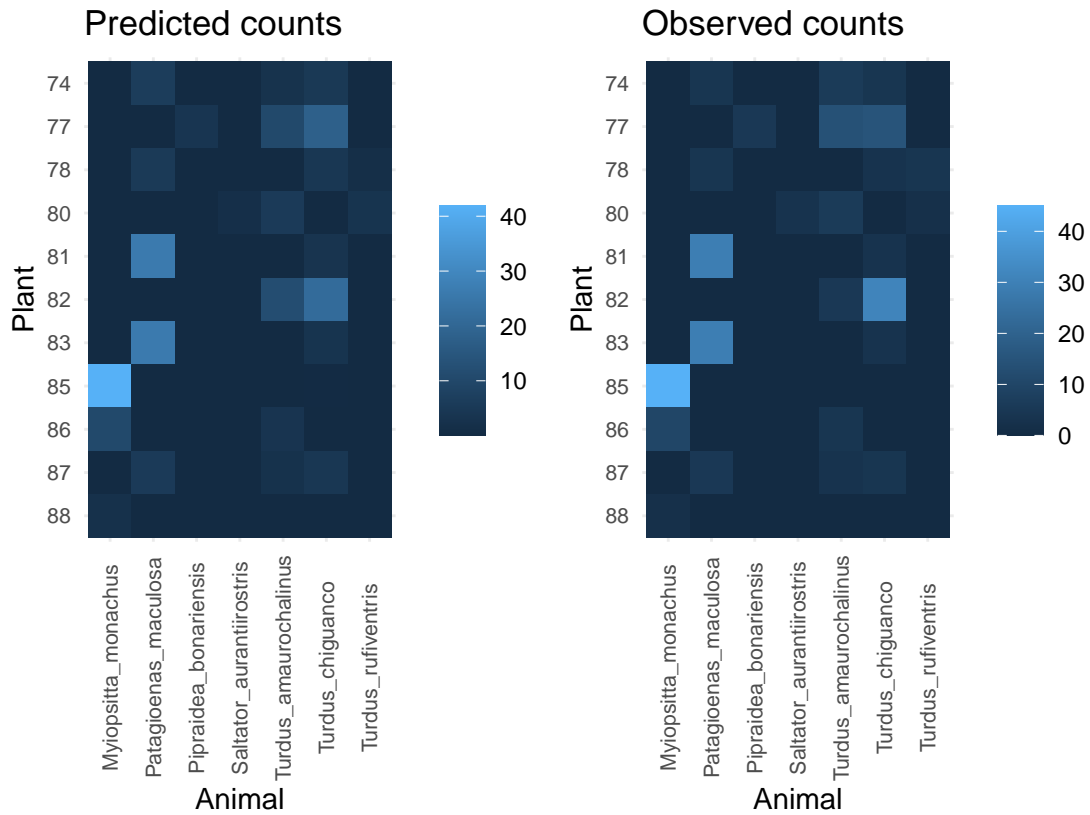 Predicted counts
Plant
74
77
78
80
81
82
83
85
86
87
88
Myiopsitta_monachus
Patagioenas_maculosa
Pipraidea_bonariensis
Saltator_aurantiirostris
Turdus_amaurochalinus
Turdus_chiguanco
Turdus_rufiventris
Animal
40
30
20
10
Observed counts
Plant
74
77
78
80
81
82
83
85
86
87
88
Myiopsitta_monachus
Patagioenas_maculosa
Pipraidea_bonariensis
Saltator_aurantiirostris
Turdus_amaurochalinus
Turdus_chiguanco
Turdus_rufiventris
Animal
40
30
20
10
0